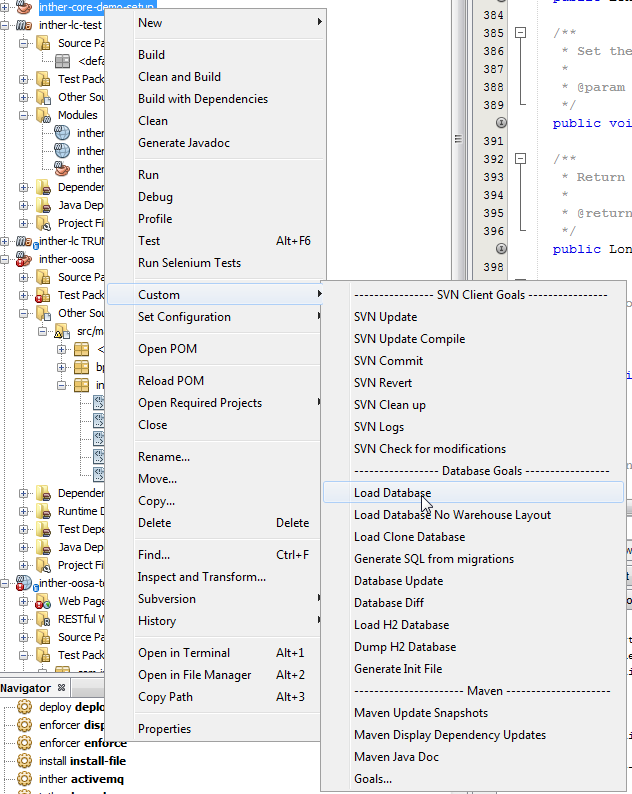 inther-core-demo-setup
inther-lc-test
Source Pa
<defa
Test Pack
Other Sou
Modules
inther
inther
inther
Depender
Java Dep
Project Fi
inther-lc TRUN
inther-oosa
Source Pa
Test Pack
Other Sou
src/m
<
bp
in
Depender
Runtime D
Test Depe
Java Dep
Project Fi
inther-oosa-t
Web Page
RESTful W
Source Pa
Test Pack
Navigator
deploy deplo
enforcer disp
enforcer enforce
install install-file
inther activemq
New
Build
Clean and Build
Build with Dependencies
Clean
Generate Javadoc
Run
Debug
Profile
Test Alt+F6
Run Selenium Tests
Custom
Set Configuration
Open POM
Reload POM
Open Required Projects
Close
Rename...
Move...
Copy...
Delete Delete
Find... Ctrl+F
Inspect and Transform...
Subversion
History
Open in Terminal Alt+1
Open in File Manager Alt+2
Copy Path Alt+3
Properties
---------------- SVN Client Goals ----------------
SVN Update
SVN Update Compile
SVN Commit
SVN Revert
SVN Clean up
SVN Logs
SVN Check for modifications
----------------- Database Goals -----------------
Load Database
Load Database No Warehouse Layout
Load Clone Database
Generate SQL from migrations
Database Update
Database Diff
Load H2 Database
Dump H2 Database
Generate Init File
---------------------- Maven ---------------------
Maven Update Snapshots
Maven Display Dependency Updates
Maven Java Doc
Goals...
384
385 /**
386 * Set the
387 *
388 * @param
389 */
public voi
391
392 /**
393 * Return
394 *
395 * @return
396 */
public Lon
398